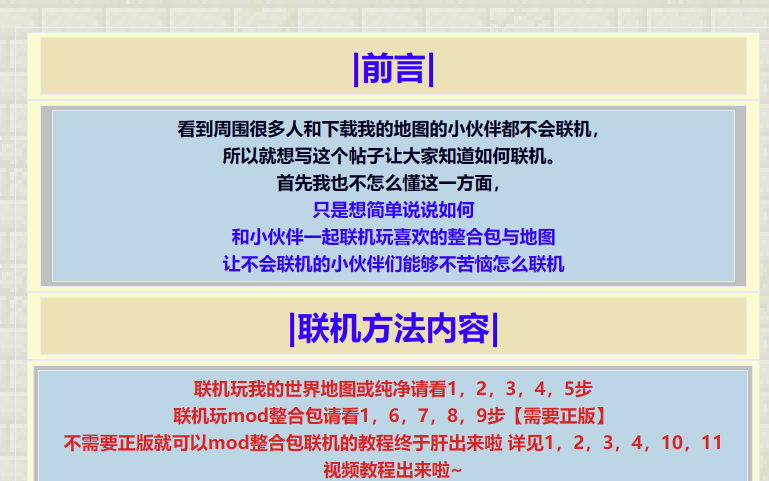 |前言|
看到周围很多人和下载我的地图的小伙伴都不会联机，
所以就想写这个帖子让大家知道如何联机。
首先我也不怎么懂这一方面，
只是想简单说说如何
和小伙伴一起联机玩喜欢的整合包与地图
让不会联机的小伙伴们能够不苦恼怎么联机
|联机方法内容|
联机玩我的世界地图或纯净请看1，2，3，4，5步
联机玩mod整合包请看1，6，7，8，9步【需要正版】
不需要正版就可以mod整合包联机的教程终于肝出来啦 详见1，2，3，4，10，11
视频教程出来啦~